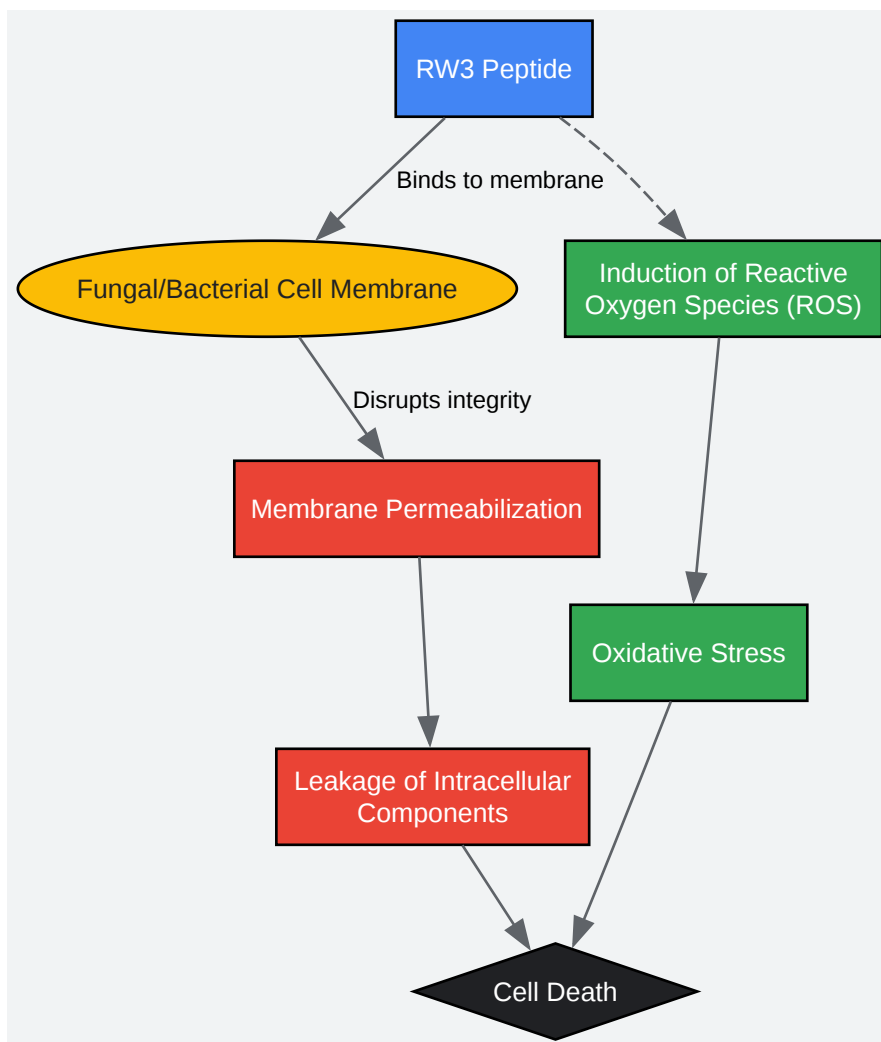 RW3 Peptide
Binds to membrane
Fungal/Bacterial Cell Membrane
Induction of Reactive
Oxygen Species (ROS)
Disrupts integrity
Membrane Permeabilization
Oxidative Stress
Leakage of Intracellular
Components
Cell Death